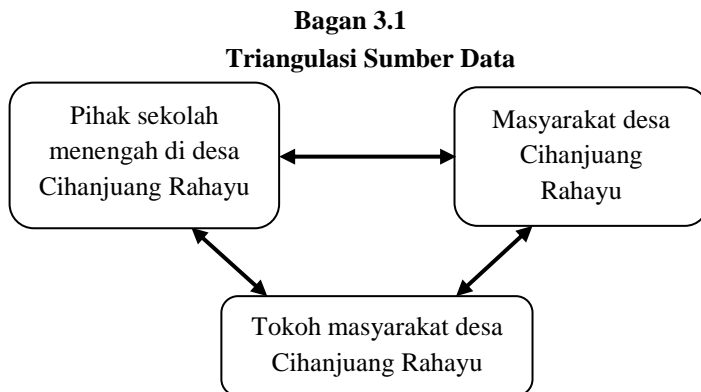 Bagan 3.1
Triangulasi Sumber Data
Pihak sekolah
menengah di desa
Cihanjuang Rahayu
Masyarakat desa
Cihanjuang
Rahayu
Tokoh masyarakat desa
Cihanjuang Rahayu